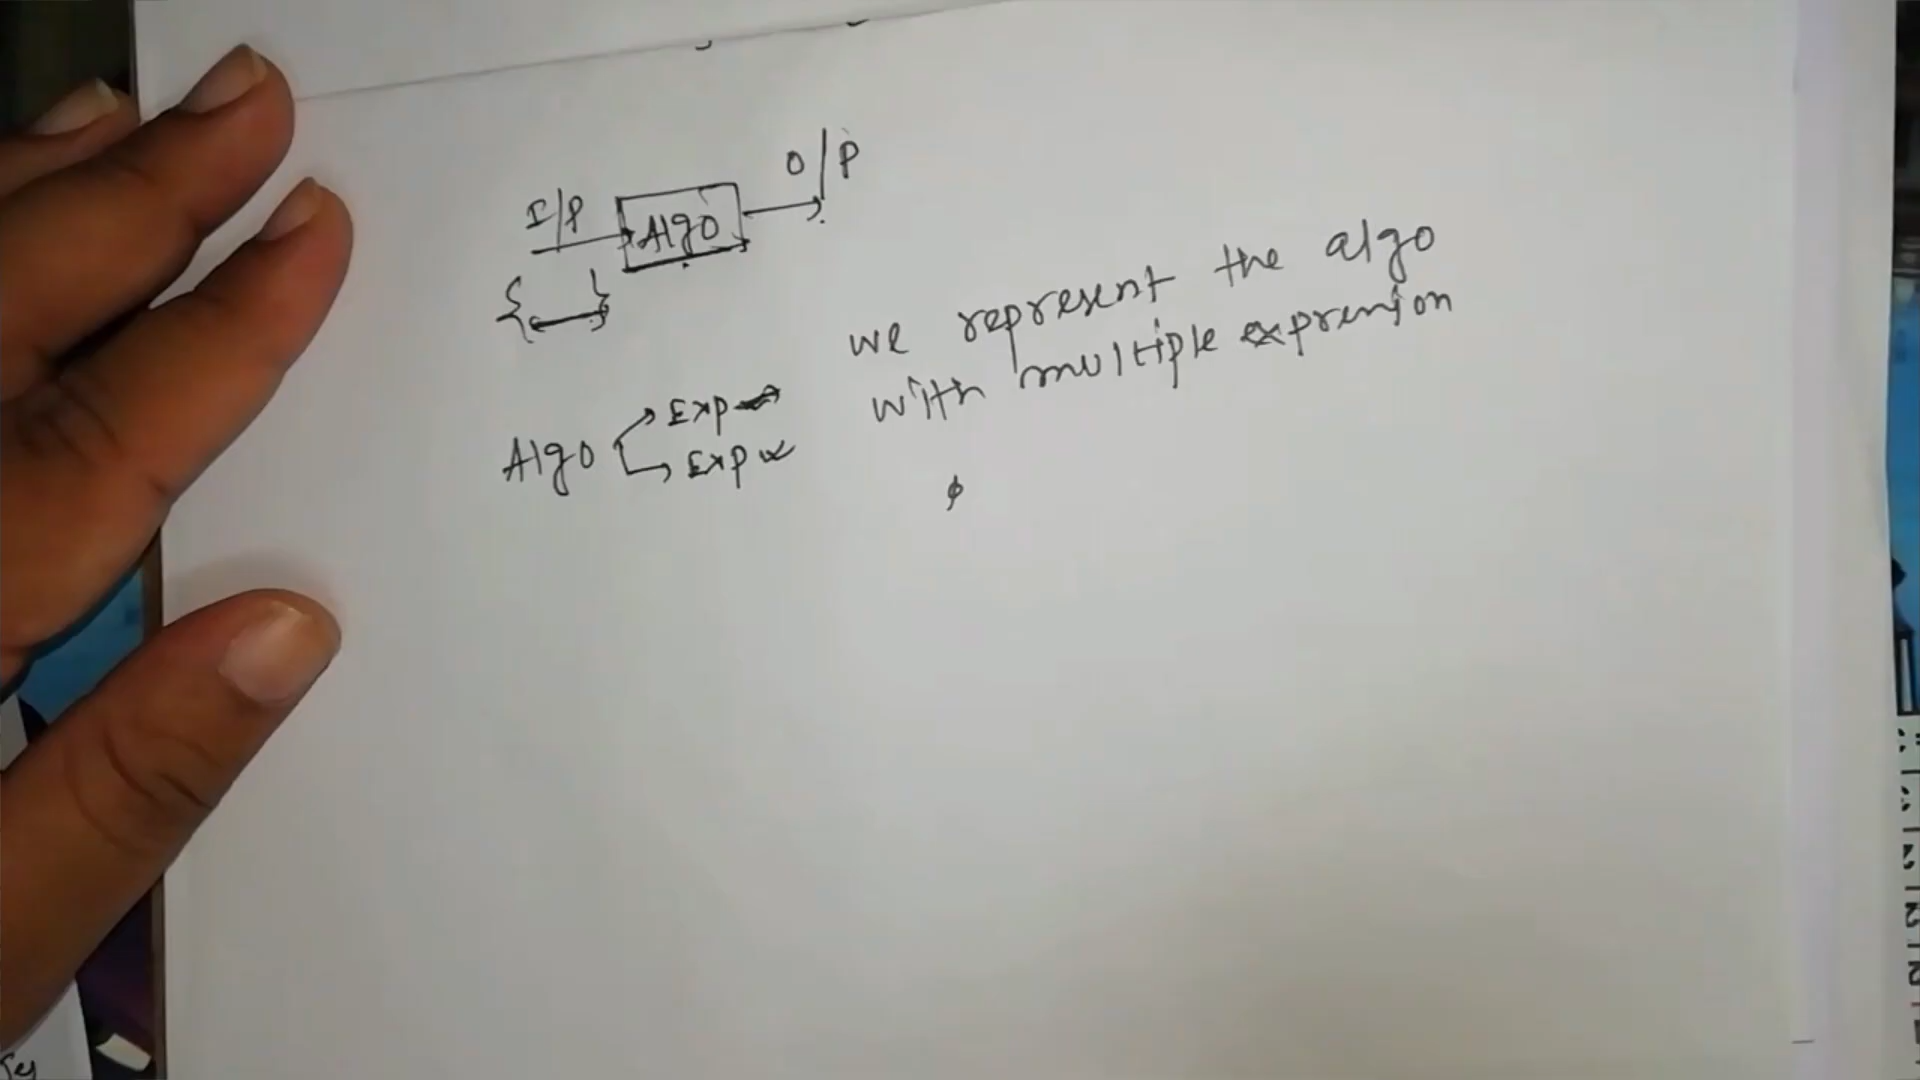 I/P Algo O/P
we represent the algo
with multiple expression
Algo Exp
Exp